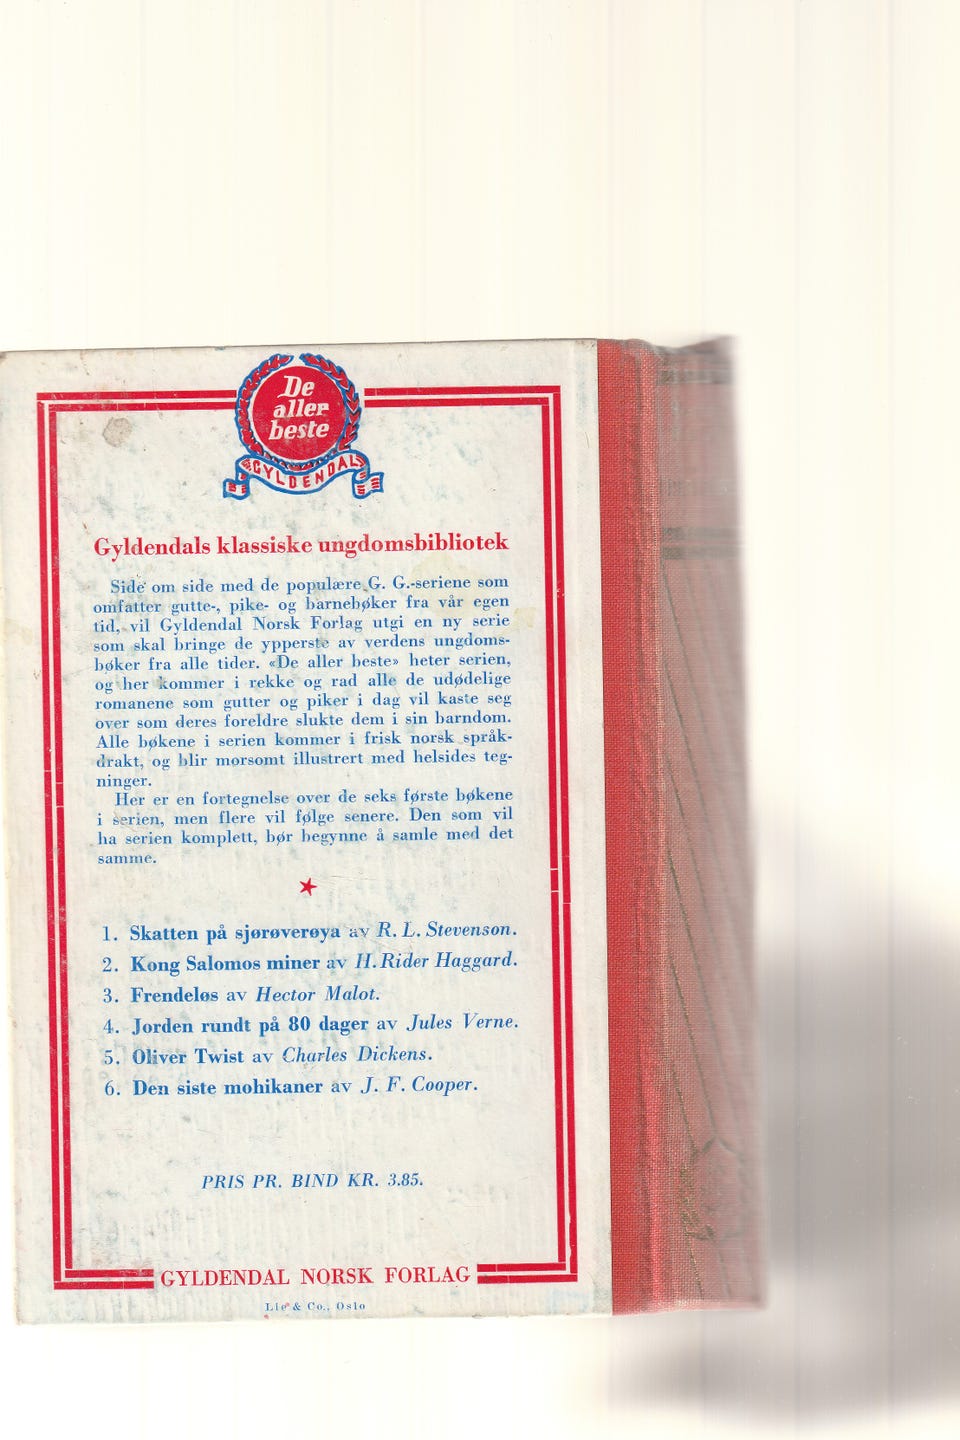 De
aller
beste
GYLDENDAL
Gyldendals klassiske ungdomsbibliotek
Side om side med de populære G. G.-seriene som
omfatter gutte-, pike- og barnebøker fra vår egen
tid, vil Gyldendal Norsk Forlag utgi en ny serie
som skal bringe de ypperste av verdens ungdoms-
bøker fra alle tider. «De aller beste» heter serien,
og her kommer i rekke og rad alle de udødelige
romanene som gutter og piker i dag vil kaste seg
over som deres foreldre slukte dem i sin barndom.
Alle bøkene i serien kommer i frisk norsk språk-
drakt, og blir morsomt illustrert med helsides teg-
ninger.
Her er en fortegnelse over de seks første bøkene
i serien, men flere vil følge senere. Den som vil
ha serien komplett, bør begynne å samle med det
samme.
1. Skatten på sjørøverøya av R. L. Stevenson.
2. Kong Salomos miner av H. Rider Haggard.
3. Frendeløs av Hector Malot.
4. Jorden rundt på 80 dager av Jules Verne.
5. Oliver Twist av Charles Dickens.
6. Den siste mohikaner av J. F. Cooper.
PRIS PR. BIND KR. 3.85.
GYLDENDAL NORSK FORLAG
Lie & Co., Oslo